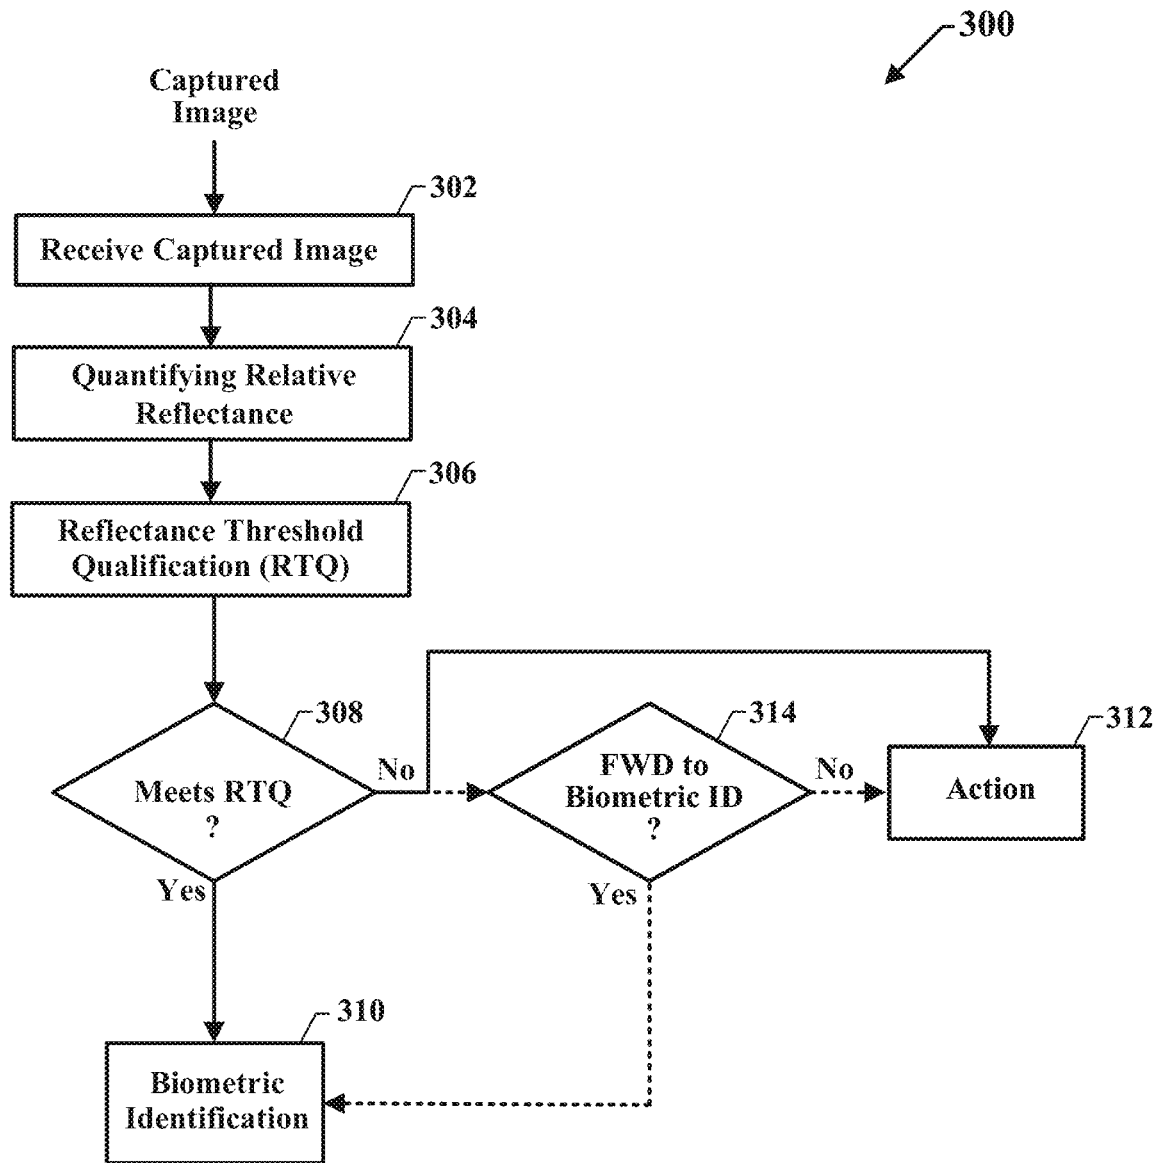 300
Captured
Image
302
Receive Captured Image
304
Quantifying Relative
Reflectance
306
Reflectance Threshold
Qualification (RTQ)
308
Meets RTQ
?
No
Yes
314
FWD to
Biometric ID
?
No
Yes
312
Action
310
Biometric
Identification